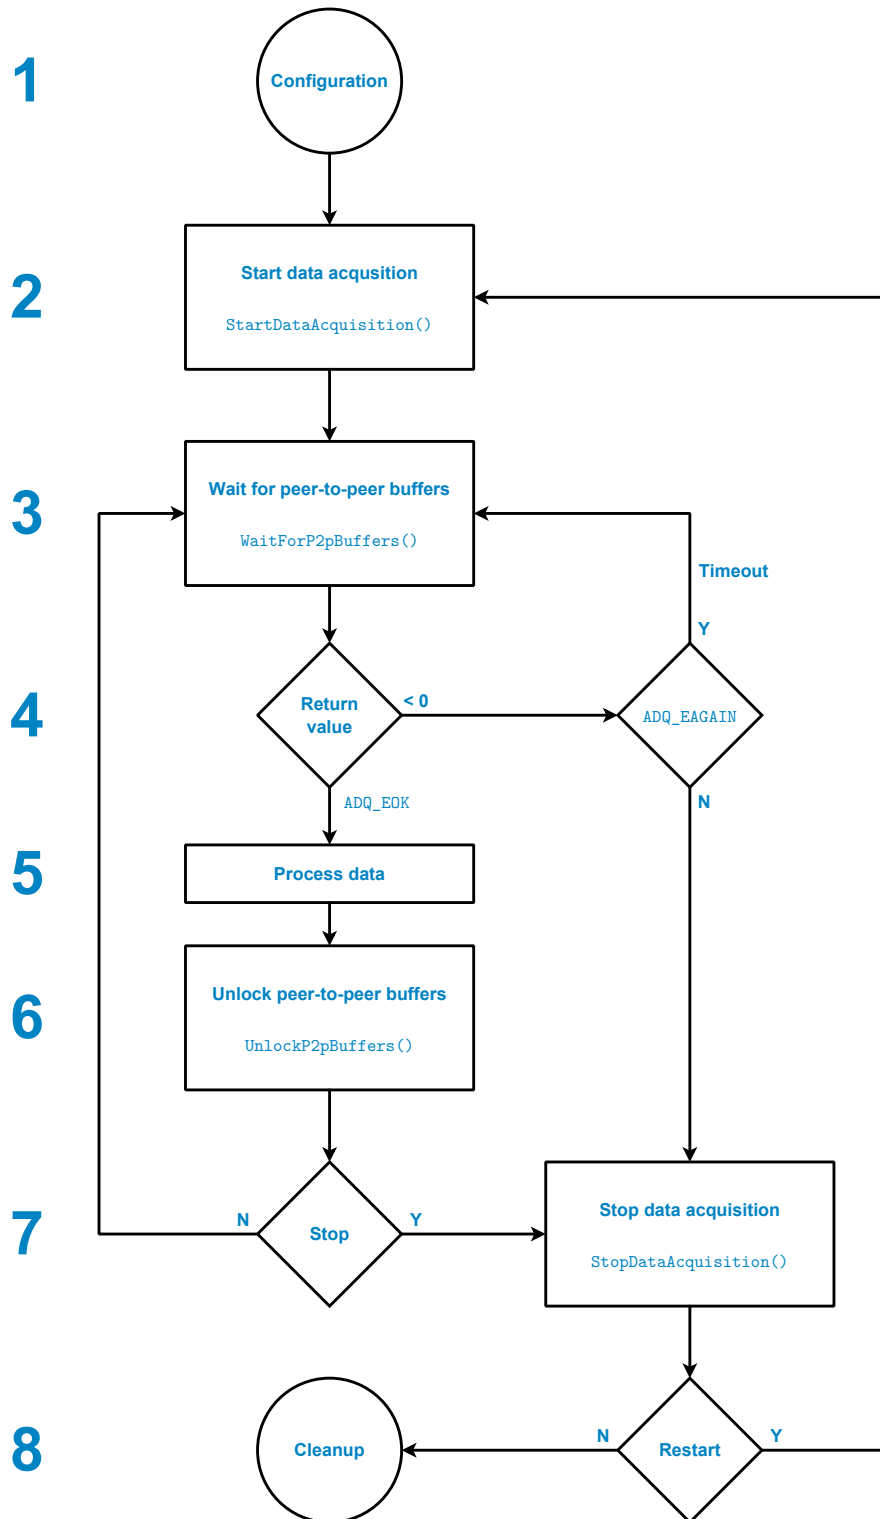 1
Configuration
2
Start data acqusition
StartDataAcquisition()
3
Wait for peer-to-peer buffers
WaitForP2pBuffers()
Timeout
Y
4
Return
value
< 0
ADQ_EAGAIN
ADQ_EOK
N
5
Process data
6
Unlock peer-to-peer buffers
UnlockP2pBuffers()
7
N
Stop
Y
Stop data acquisition
StopDataAcquisition()
8
Cleanup
N
Restart
Y